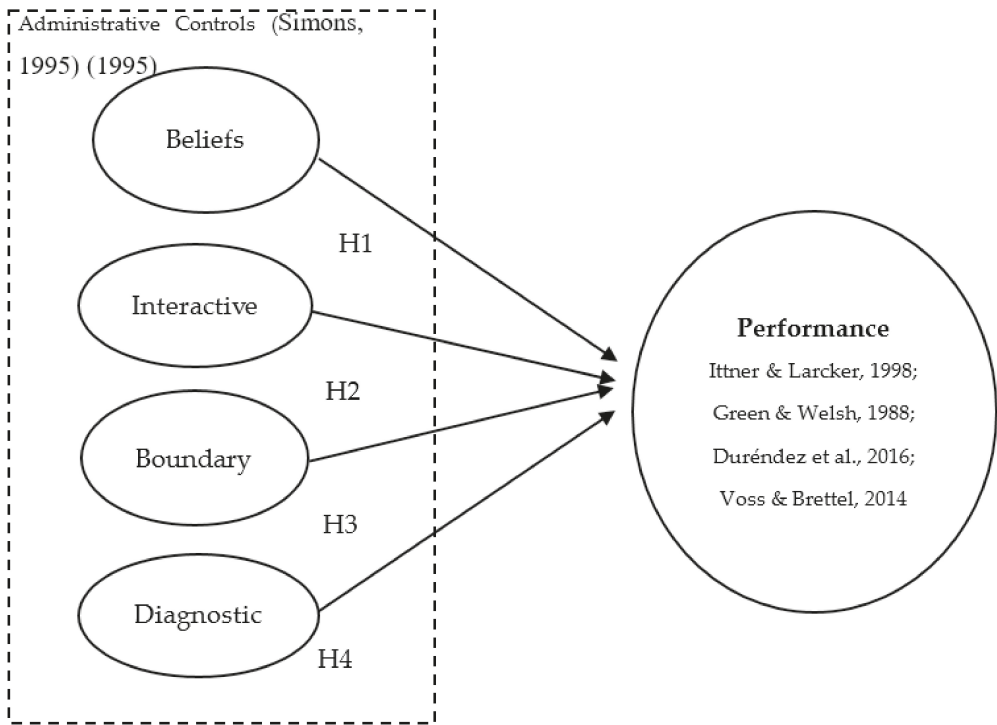 Administrative Controls (Simons,
1995) (1995)
Beliefs
H1
Interactive
H2
Boundary
H3
Diagnostic
H4
Performance
Ittner & Larcker, 1998;
Green & Welsh, 1988;
Duréndez et al., 2016;
Voss & Brettel, 2014